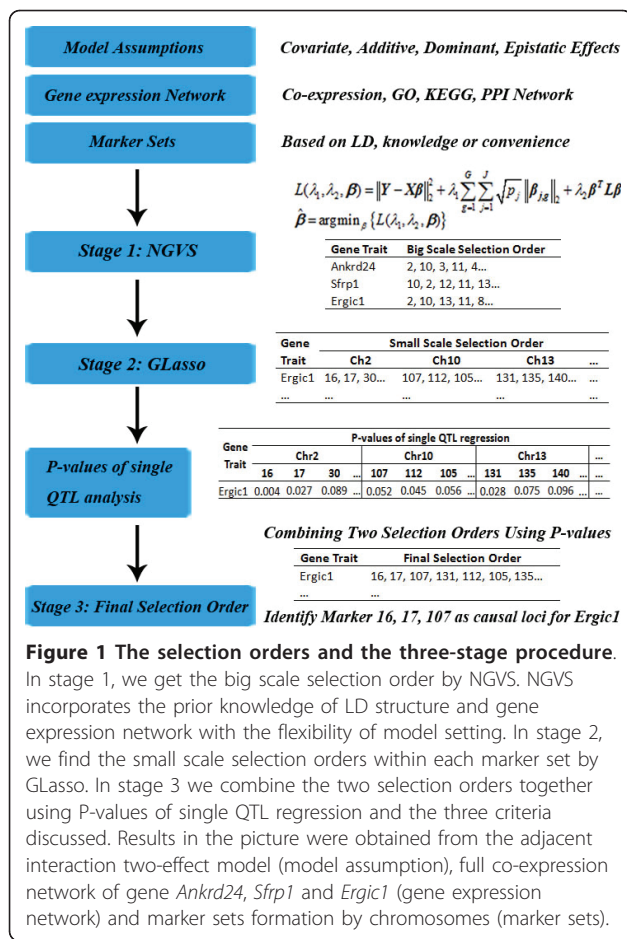 Model Assumptions Covariate, Additive, Dominant, Epistatic Effects
Gene expression Network Co-expression, GO, KEGG, PPI Network
Marker Sets Based on LD, knowledge or convenience
L(λ₁,λ₂,β)=‖Y−Xβ‖₂²+λ₁∑_{g=1}^{G}∑_{j=1}^{J}√p_j‖β_{j,g}‖₂+λ₂β^T Lβ
β̂=argmin_β{L(λ₁,λ₂,β)}
Stage 1: NGVS
Gene Trait Big Scale Selection Order
Ankrd24 2, 10, 3, 11, 4...
Sfrp1 10, 2, 12, 11, 13...
Ergic1 2, 10, 13, 11, 8...
Stage 2: GLasso
Gene Trait Small Scale Selection Order
Ch2 Ch10 Ch13 ...
Ergic1 16, 17, 30... 107, 112, 105... 131, 135, 140... ...
... ... ... ... ...
P-values of single
QTL analysis
Gene Trait P-values of single QTL regression
Chr2 Chr10 Chr13 ...
16 17 30 ... 107 112 105 ... 131 135 140 ... ...
Ergic1 0.004 0.027 0.089 ... 0.052 0.045 0.056 ... 0.028 0.075 0.096 ... ...
Combining Two Selection Orders Using P-values
Gene Trait Final Selection Order
Ergic1 16, 17, 107, 131, 112, 105, 135...
... ...
Stage 3: Final Selection Order
Identify Marker 16, 17, 107 as causal loci for Ergic1
Figure 1 The selection orders and the three-stage procedure.
In stage 1, we get the big scale selection order by NGVS. NGVS
incorporates the prior knowledge of LD structure and gene
expression network with the flexibility of model setting. In stage 2,
we find the small scale selection orders within each marker set by
GLasso. In stage 3 we combine the two selection orders together
using P-values of single QTL regression and the three criteria
discussed. Results in the picture were obtained from the adjacent
interaction two-effect model (model assumption), full co-expression
network of gene Ankrd24, Sfrp1 and Ergic1 (gene expression
network) and marker sets formation by chromosomes (marker sets).